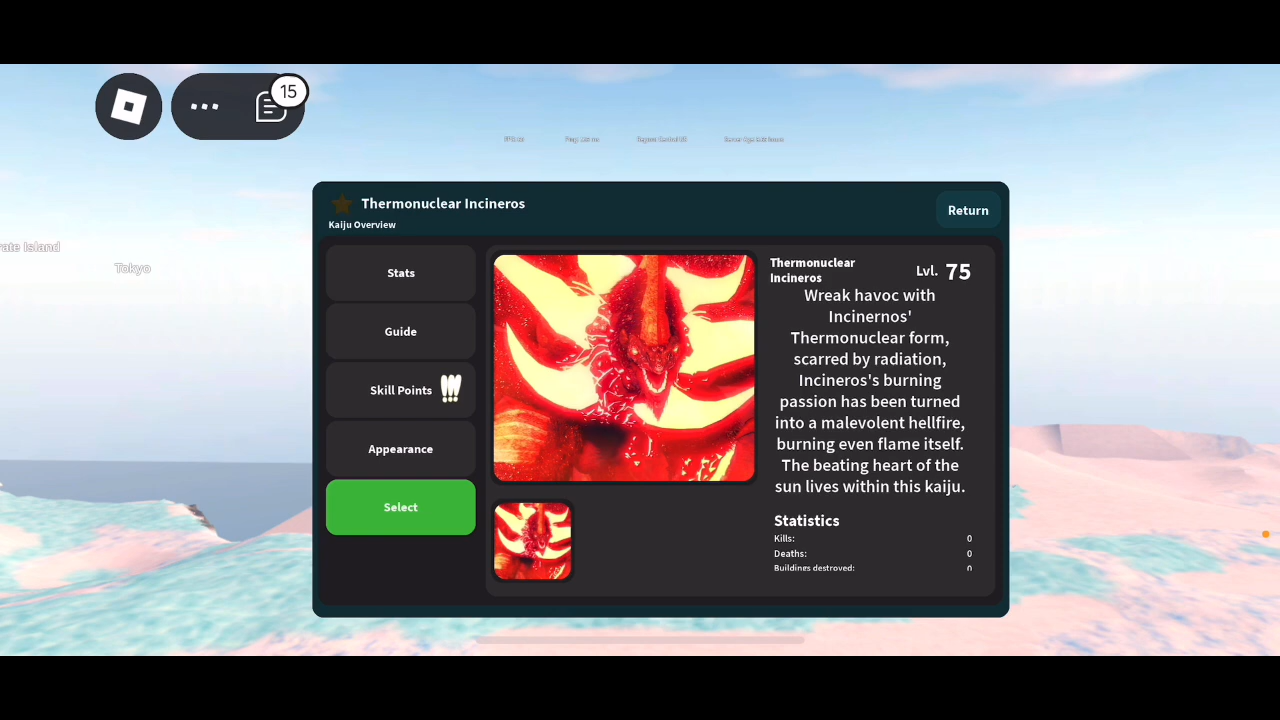 15
Thermonuclear Incineros
Kaiju Overview
Return
rate Island
Tokyo
Stats
Guide
Skill Points
Appearance
Select
Thermonuclear
Incineros
Lvl. 75
Wreak havoc with
Incinernos'
Thermonuclear form,
scarred by radiation,
Incineros's burning
passion has been turned
into a malevolent hellfire,
burning even flame itself.
The beating heart of the
sun lives within this kaiju.
Statistics
Kills: 0
Deaths: 0
Buildings destroyed: 0